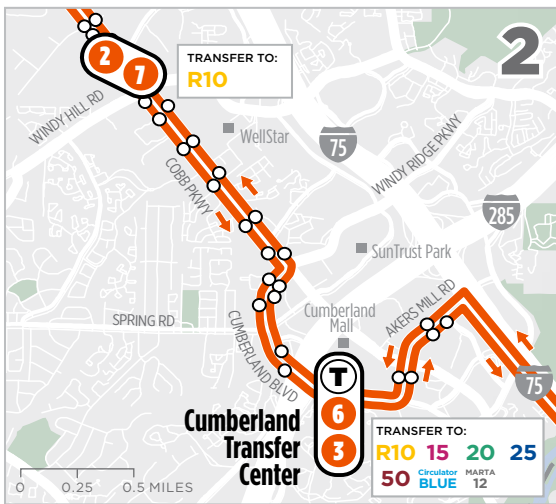 2
2
7
TRANSFER TO:
R10
WINDY HILL RD
WellStar
75
WINDY RIDGE PKWY
COBB PKWY
285
SunTrust Park
Cumberland
Mall
AKERS MILL RD
SPRING RD
CUMBERLAND BLVD
T
6
3
75
Cumberland
Transfer
Center
TRANSFER TO:
R10 15 20 25
50 Circulator BLUE MARTA 12
0 0.25 0.5 MILES